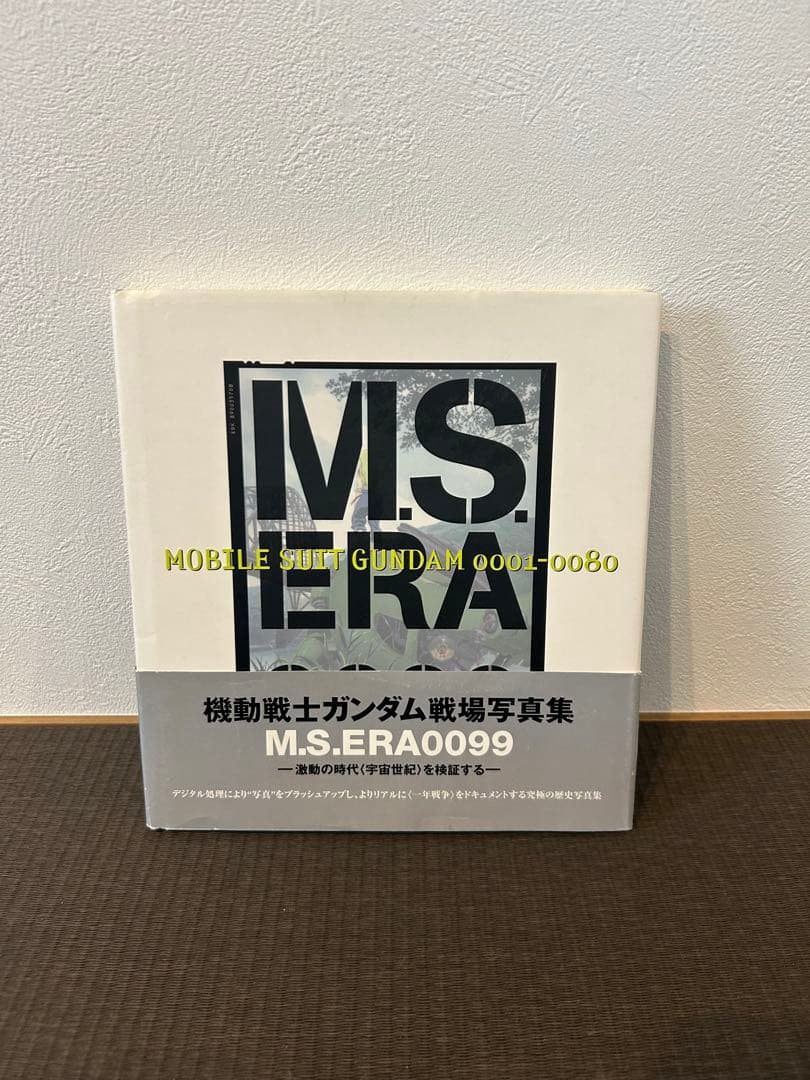 M.S.
ERA
MOBILE SUIT GUNDAM 0001-0080
機動戦士ガンダム戦場写真集
M.S.ERA0099
―激動の時代〈宇宙世紀〉を検証する―
デジタル処理により“写真”をブラッシュアップし、よりリアルに〈一年戦争〉をドキュメントする究極の歴史写真集